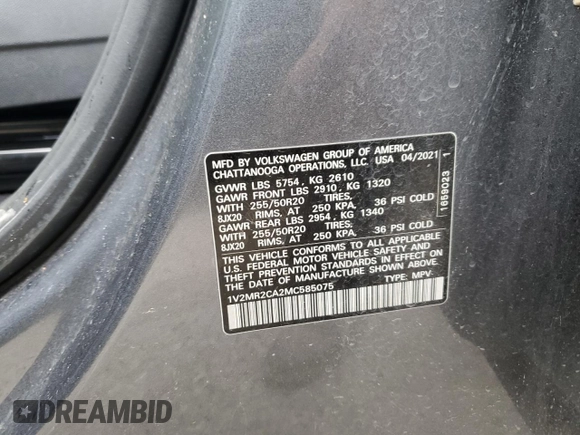 MFD BY VOLKSWAGEN GROUP OF AMERICA
CHATTANOOGA OPERATIONS, LLC. USA 04/2021
GVWR LBS 5754, KG 2610
GAWR FRONT LBS 2910, KG 1320
WITH 255/50R20 TIRES,
8JX20 RIMS, AT 250 KPA. 36 PSI COLD
GAWR REAR LBS 2954, KG 1340
WITH 255/50R20 TIRES,
8JX20 RIMS, AT 250 KPA. 36 PSI COLD
THIS VEHICLE CONFORMS TO ALL APPLICABLE
U.S. FEDERAL MOTOR VEHICLE SAFETY AND
THEFT PREVENTION STANDARDS IN EFFECT ON
THE DATE OF MANUFACTURE SHOWN ABOVE.
1V2MR2CA2MC585075 TYPE: MPV
1659023 1
DREAMBID